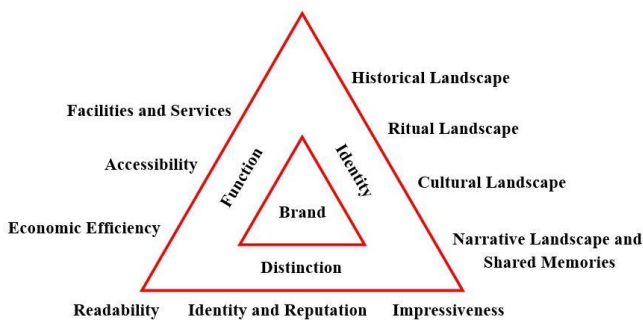 Historical Landscape
Facilities and Services
Ritual Landscape
Accessibility
Function
Identity
Cultural Landscape
Brand
Economic Efficiency
Narrative Landscape and
Shared Memories
Distinction
Readability
Identity and Reputation
Impressiveness